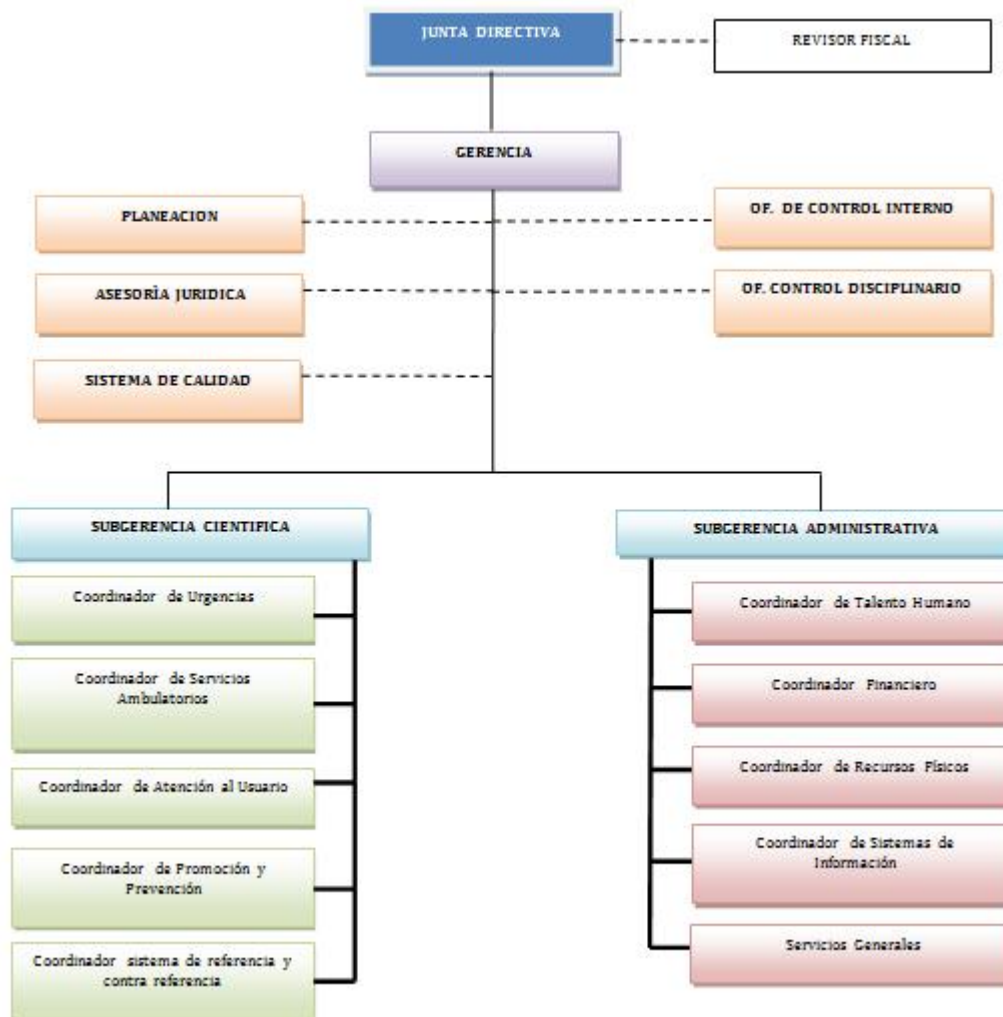 JUNTA DIRECTIVA
REVISOR FISCAL
GERENCIA
PLANEACION
OF. DE CONTROL INTERNO
ASESORÌA JURIDICA
OF. CONTROL DISCIPLINARIO
SISTEMA DE CALIDAD
SUBGERENCIA CIENTIFICA
SUBGERENCIA ADMINISTRATIVA
Coordinador de Urgencias
Coordinador de Servicios
Ambulatorios
Coordinador de Atención al Usuario
Coordinador de Promoción y
Prevención
Coordinador sistema de referencia y
contra referencia
Coordinador de Talento Humano
Coordinador Financiero
Coordinador de Recursos Físicos
Coordinador de Sistemas de
Información
Servicios Generales